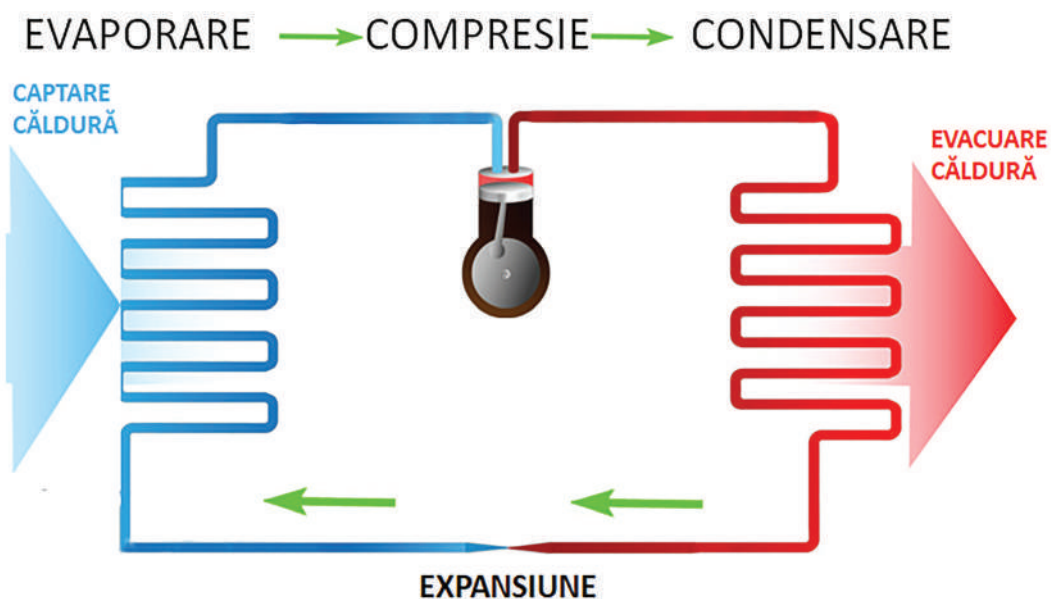 EVAPORARE COMPRESIE CONDENSARE
CAPTARE
CĂLDURĂ
EVACUARE
CĂLDURĂ
EXPANSIUNE